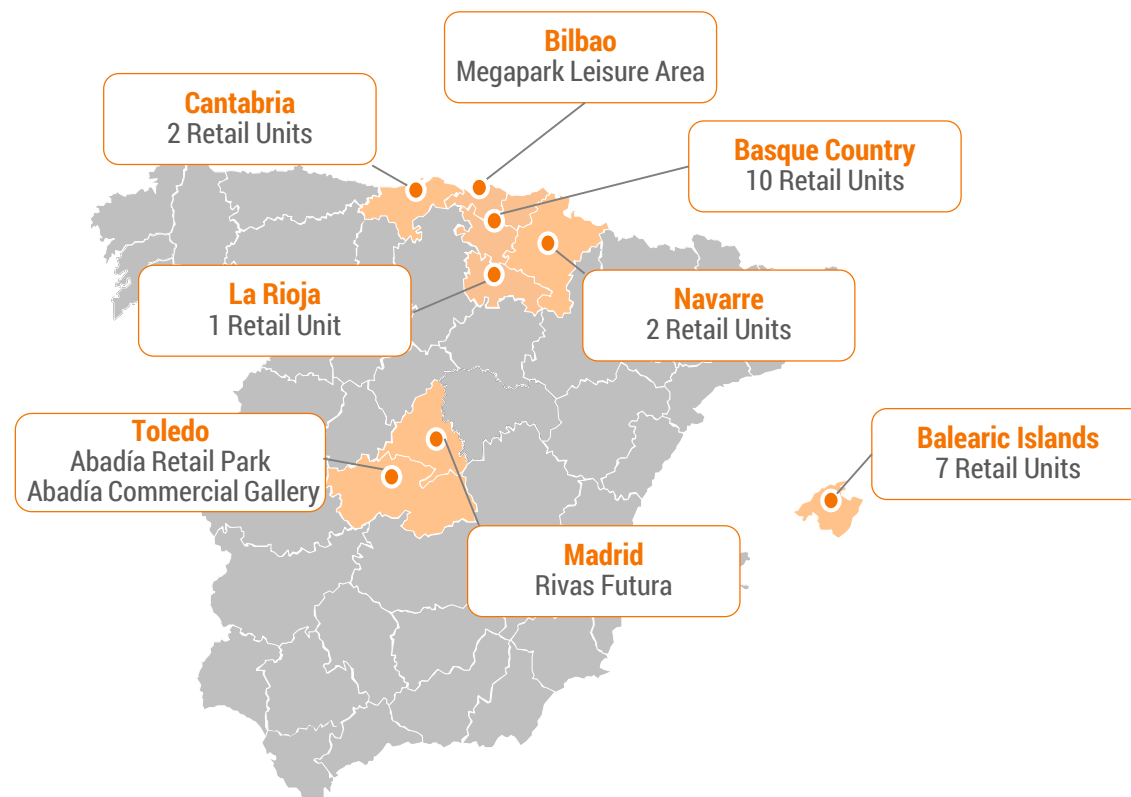 Bilbao
Megapark Leisure Area
Cantabria
2 Retail Units
Basque Country
10 Retail Units
La Rioja
1 Retail Unit
Navarre
2 Retail Units
Toledo
Abadía Retail Park
Abadía Commercial Gallery
Balearic Islands
7 Retail Units
Madrid
Rivas Futura